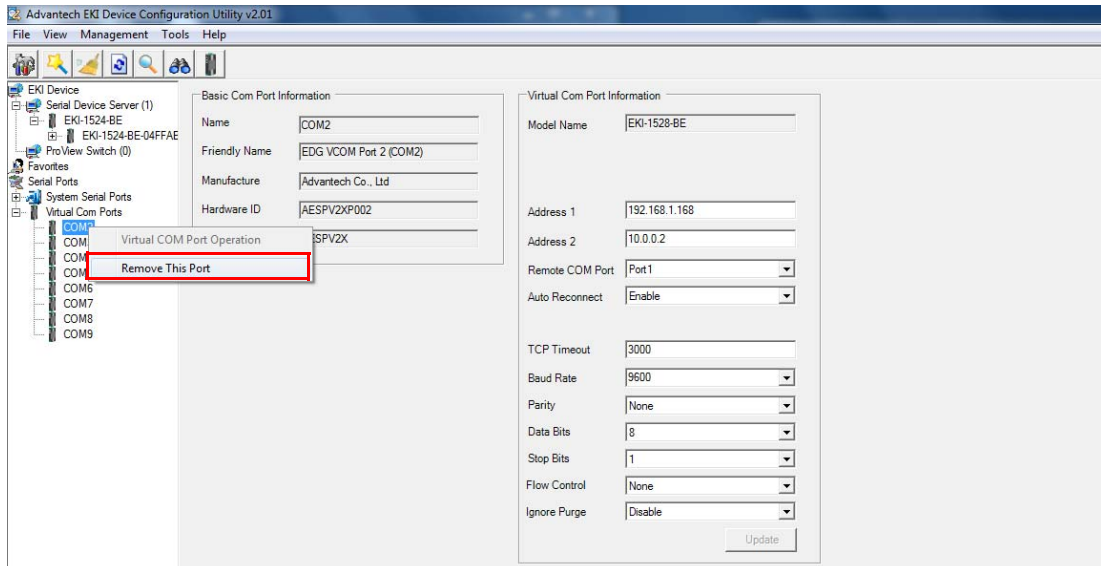 Advantech EKI Device Configuration Utility v2.01
File View Management Tools Help
EKI Device
Serial Device Server (1)
EKI-1524-BE
EKI-1524-BE-04FFAE
ProView Switch (0)
Favorites
Serial Ports
System Serial Ports
Virtual Com Ports
COM2
COM
COM
COM
COM6
COM7
COM8
COM9
Virtual COM Port Operation
Remove This Port
Basic Com Port Information
Name COM2
Friendly Name EDG VCOM Port 2 (COM2)
Manufacture Advantech Co., Ltd
Hardware ID AESPV2XP002
ESPV2X
Virtual Com Port Information
Model Name EKI-1528-BE
Address 1 192.168.1.168
Address 2 10.0.0.2
Remote COM Port Port1
Auto Reconnect Enable
TCP Timeout 3000
Baud Rate 9600
Parity None
Data Bits 8
Stop Bits 1
Flow Control None
Ignore Purge Disable
Update